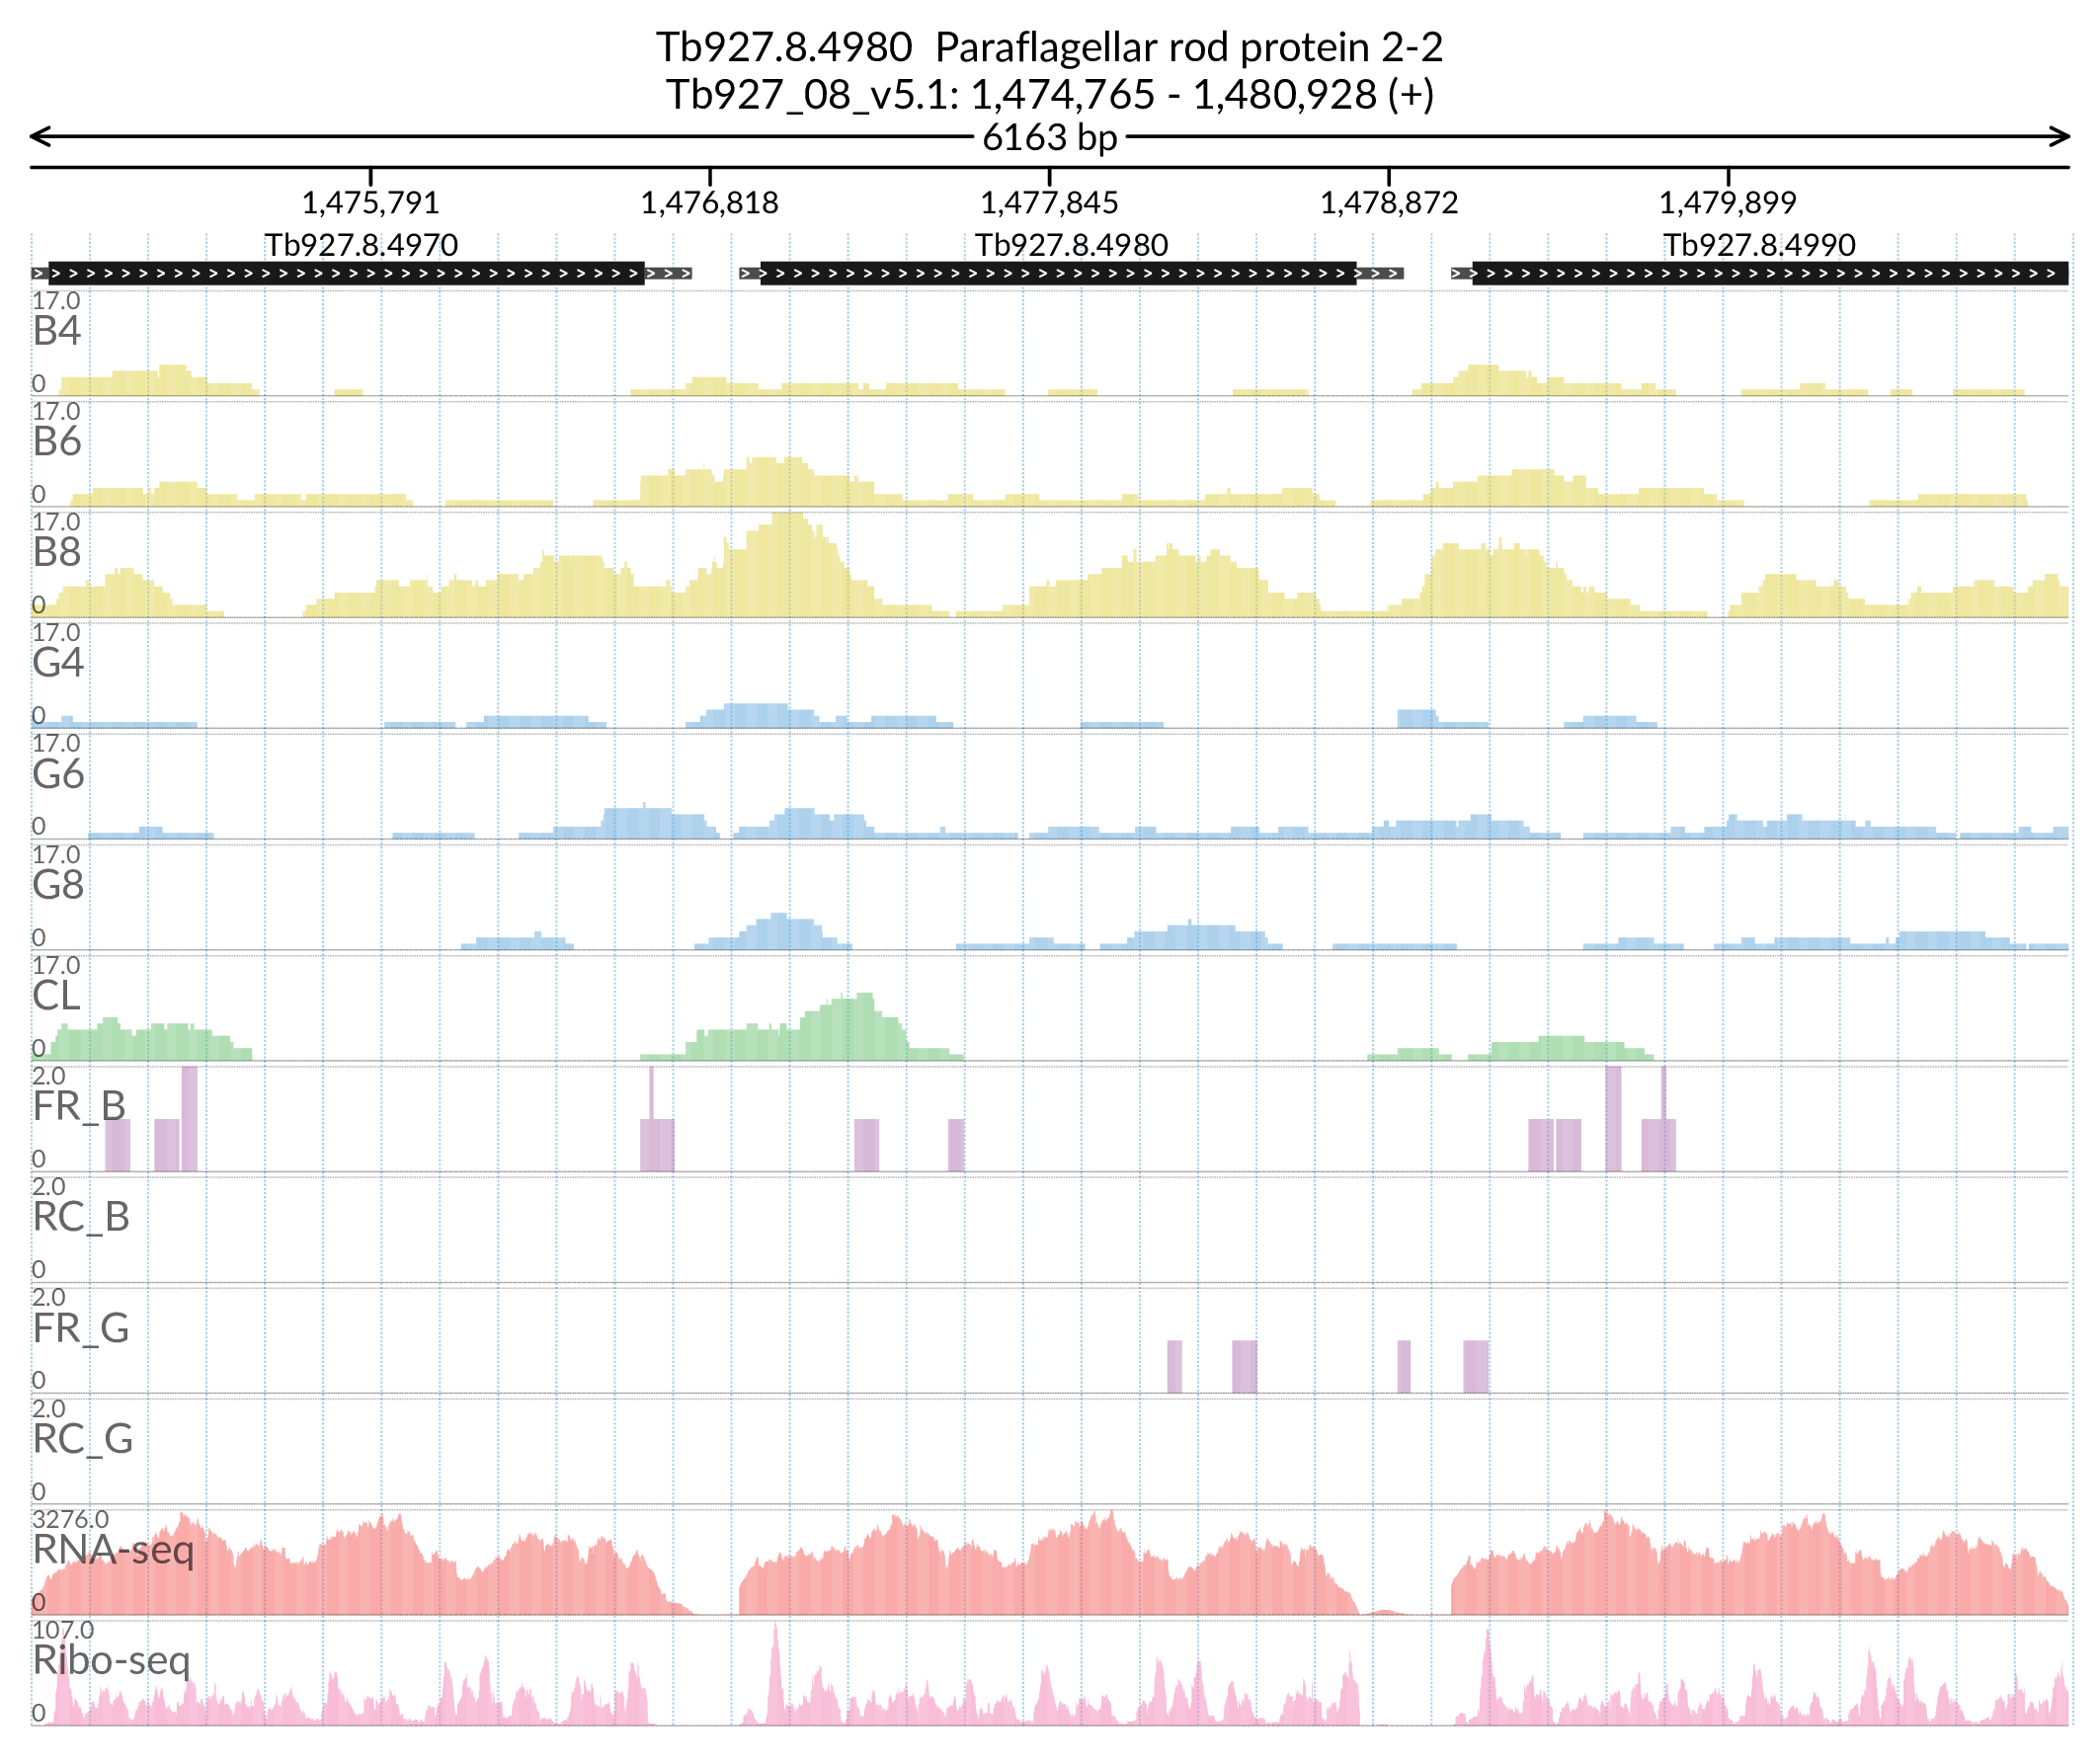 Tb927.8.4980 Paraflagellar rod protein 2-2
Tb927_08_v5.1: 1,474,765 - 1,480,928 (+)
6163 bp
1,475,791 1,476,818 1,477,845 1,478,872 1,479,899
Tb927.8.4970 Tb927.8.4980 Tb927.8.4990
17.0
B4
0
17.0
B6
0
17.0
B8
0
17.0
G4
0
17.0
G6
0
17.0
G8
0
17.0
CL
0
2.0
FR_B
0
2.0
RC_B
0
2.0
FR_G
0
2.0
RC_G
0
3276.0
RNA-seq
0
107.0
Ribo-seq
0